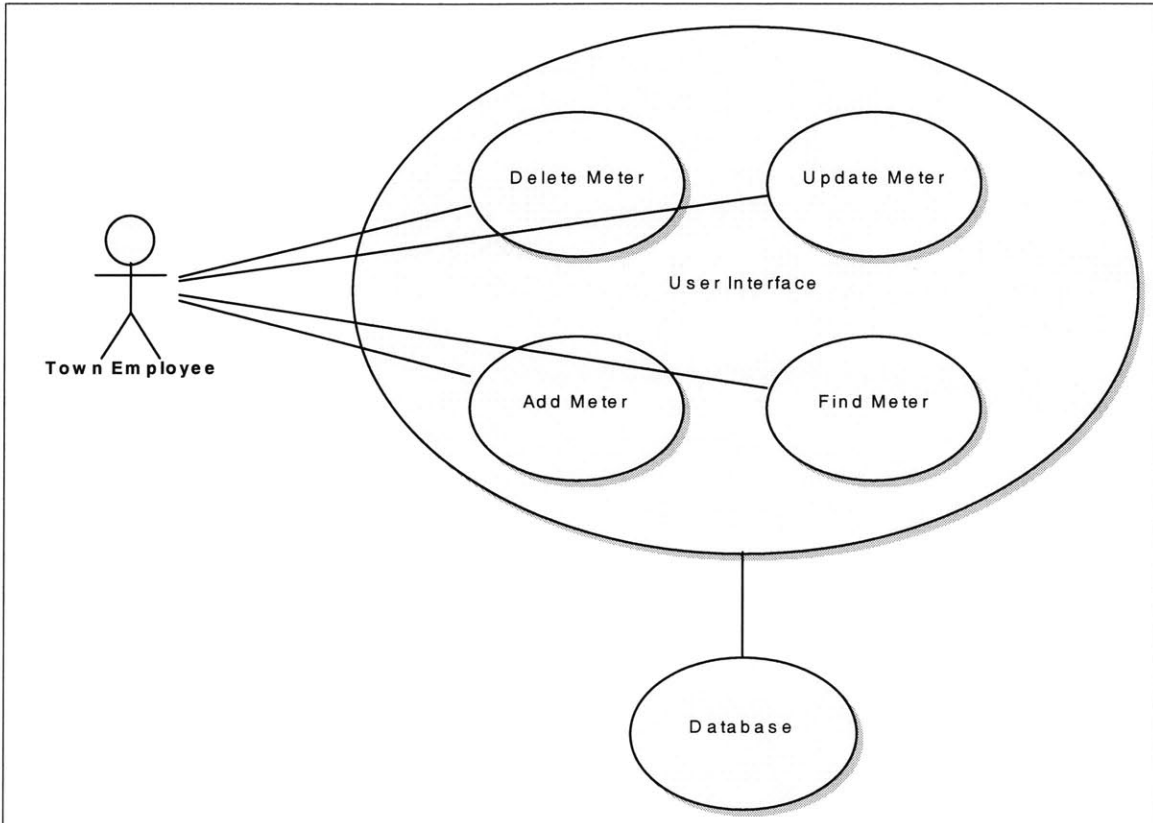 Delete Meter
Update Meter
User Interface
Town Employee
Add Meter
Find Meter
Database